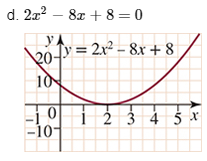 d. 2x² – 8x + 8 = 0
y
20
y = 2x² – 8x + 8
10
–1 0 1 2 3 4 5 x
–10